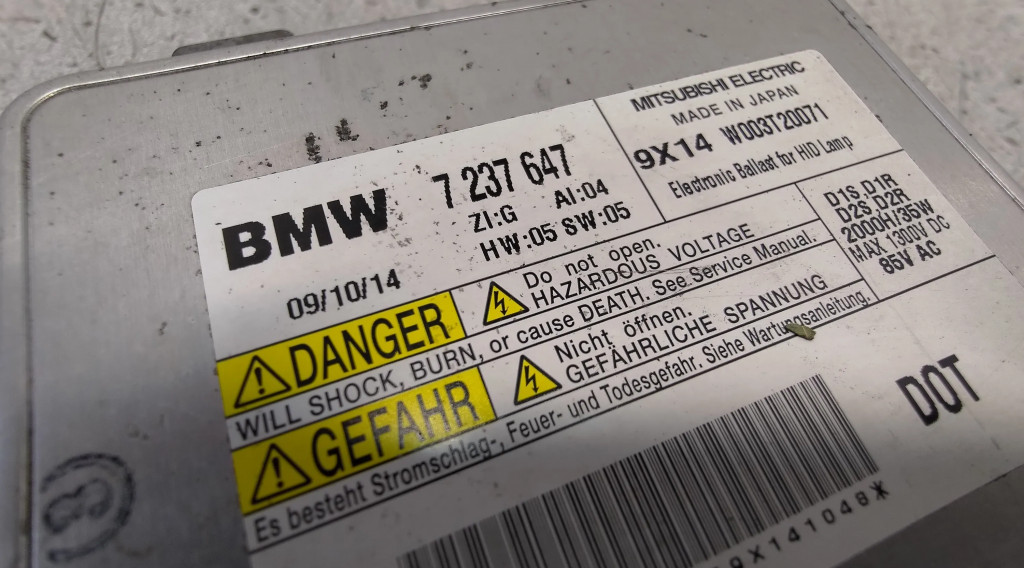 MITSUBISHI ELECTRIC
MADE IN JAPAN
9X14 W003T20071
Electronic Ballast for HID Lamp
BMW 7 237 647
ZI:G AI:04
HW:05 SW:05
09/10/14
D1S, D1R
D2S, D2R
2000H/35W
MAX 1300V DC
85V AC
DANGER
Do not open.
HAZARDOUS VOLTAGE
WILL SHOCK, BURN, or cause DEATH. See Service Manual.
GEFAHR
Nicht öffnen.
GEFÄHRLICHE SPANNUNG
Es besteht Stromschlag-, Feuer- und Todesgefahr. Siehe Wartungsanleitung.
DOT
9X141048X